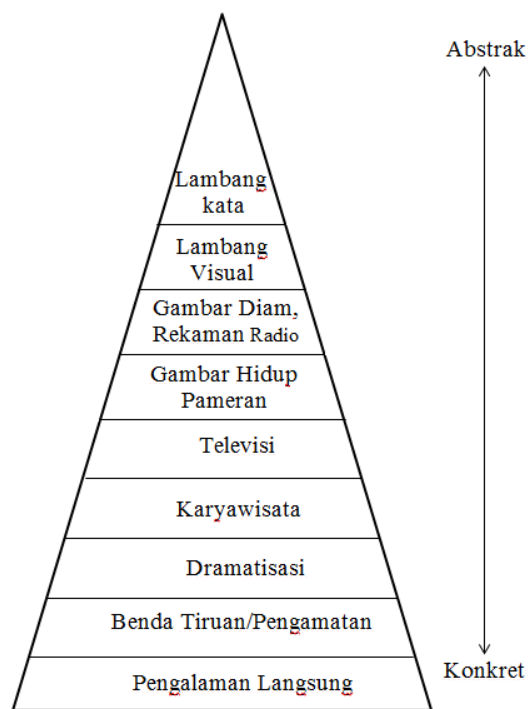 Abstrak
Lambang
kata
Lambang
Visual
Gambar Diam,
Rekaman Radio
Gambar Hidup
Pameran
Televisi
Karyawisata
Dramatisasi
Benda Tiruan/Pengamatan
Konkret
Pengalaman Langsung